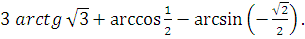 3 arctg √3 + arccos 1/2 − arcsin (−√2/2).